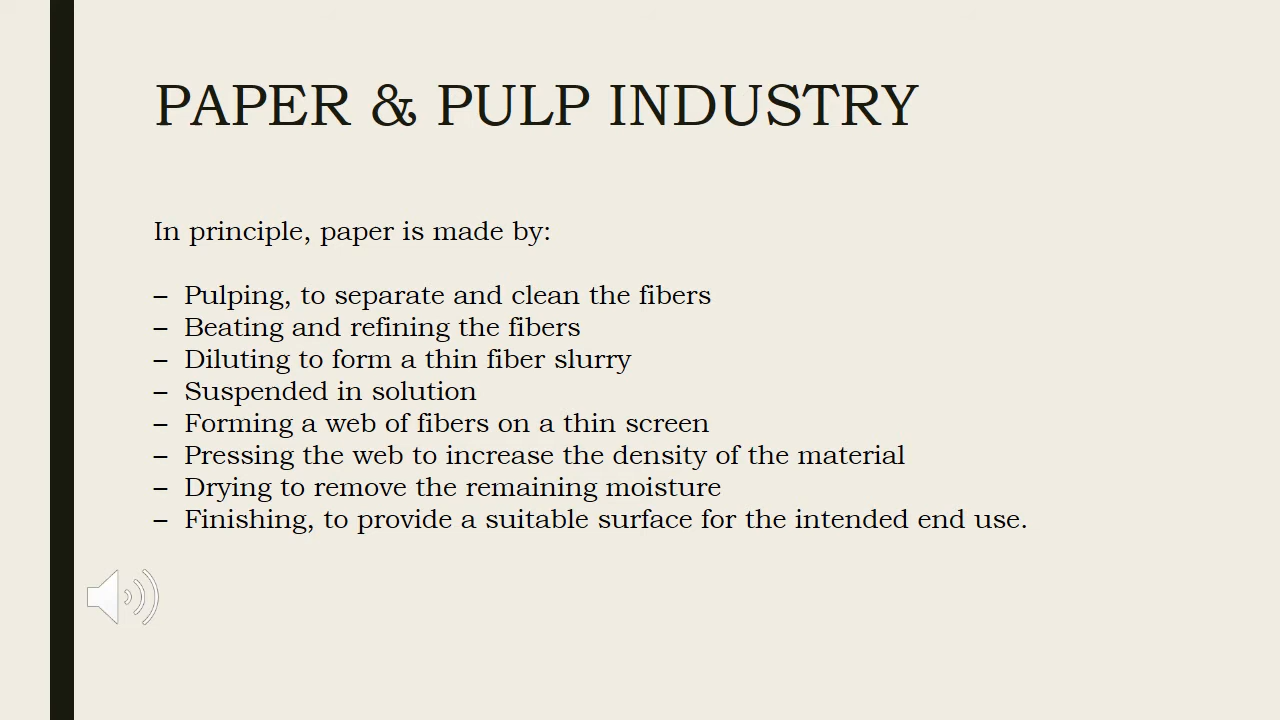 PAPER & PULP INDUSTRY
In principle, paper is made by:
– Pulping, to separate and clean the fibers
– Beating and refining the fibers
– Diluting to form a thin fiber slurry
– Suspended in solution
– Forming a web of fibers on a thin screen
– Pressing the web to increase the density of the material
– Drying to remove the remaining moisture
– Finishing, to provide a suitable surface for the intended end use.